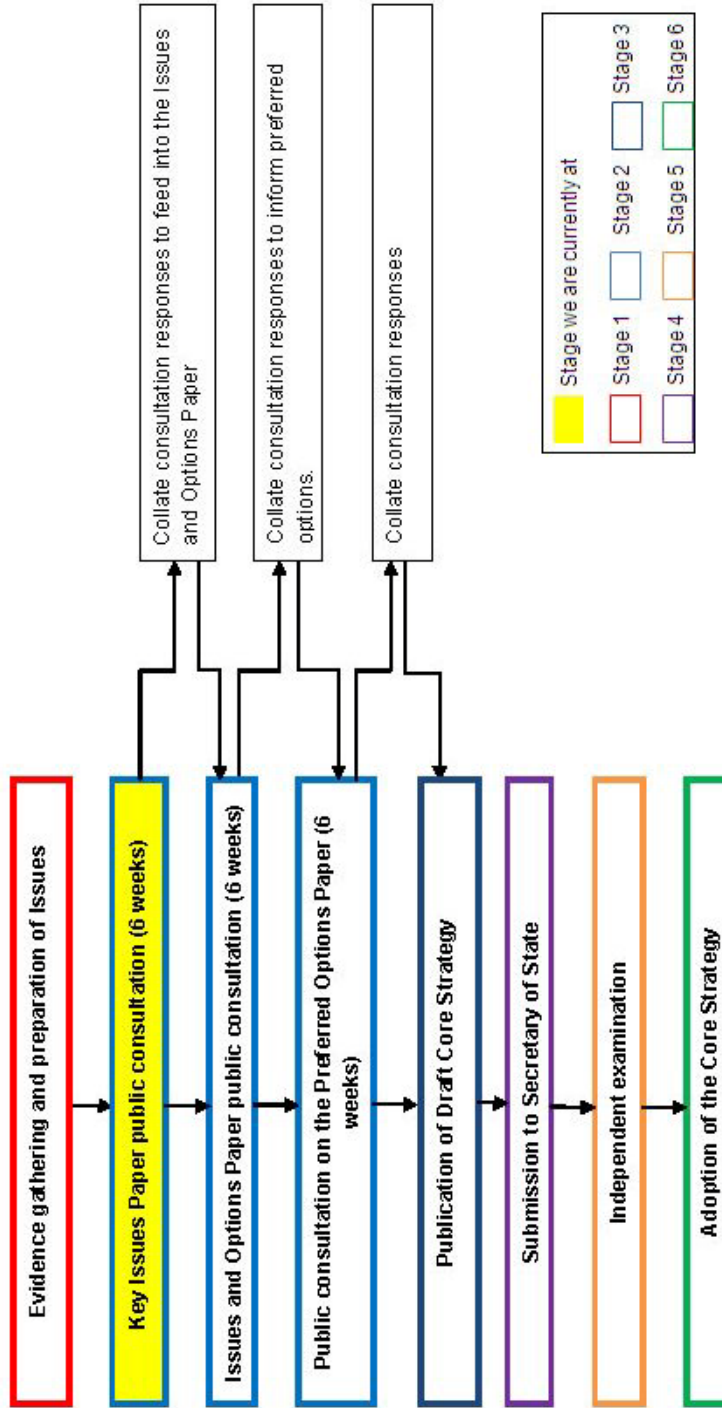 Evidence gathering and preparation of Issues
Key Issues Paper public consultation (6 weeks)
Collate consultation responses to feed into the Issues
and Options Paper
Issues and Options Paper public consultation (6 weeks)
Collate consultation responses to inform preferred
options.
Public consultation on the Preferred Options Paper (6
weeks)
Collate consultation responses
Publication of Draft Core Strategy
Submission to Secretary of State
Independent examination
Adoption of the Core Strategy
Stage we are currently at
Stage 1
Stage 2
Stage 3
Stage 4
Stage 5
Stage 6